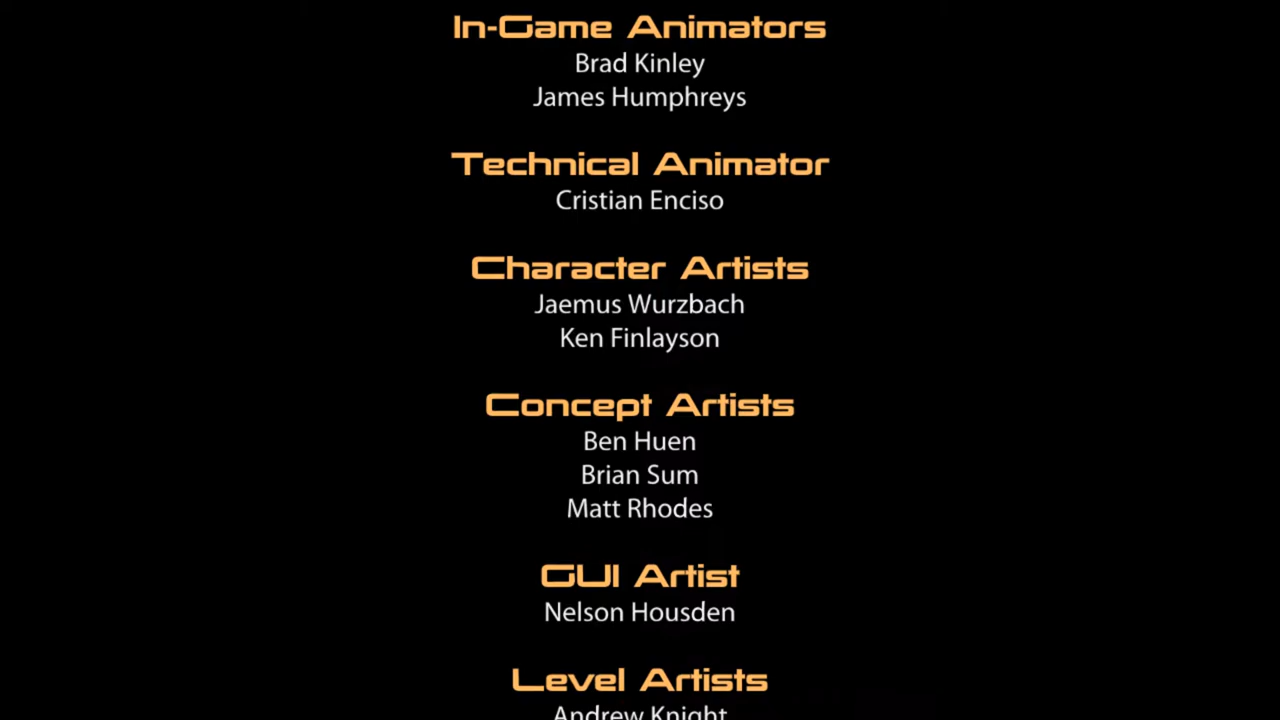 In-Game Animators
Brad Kinley
James Humphreys
Technical Animator
Cristian Enciso
Character Artists
Jaemus Wurzbach
Ken Finlayson
Concept Artists
Ben Huen
Brian Sum
Matt Rhodes
GUI Artist
Nelson Housden
Level Artists
Andrew Knight